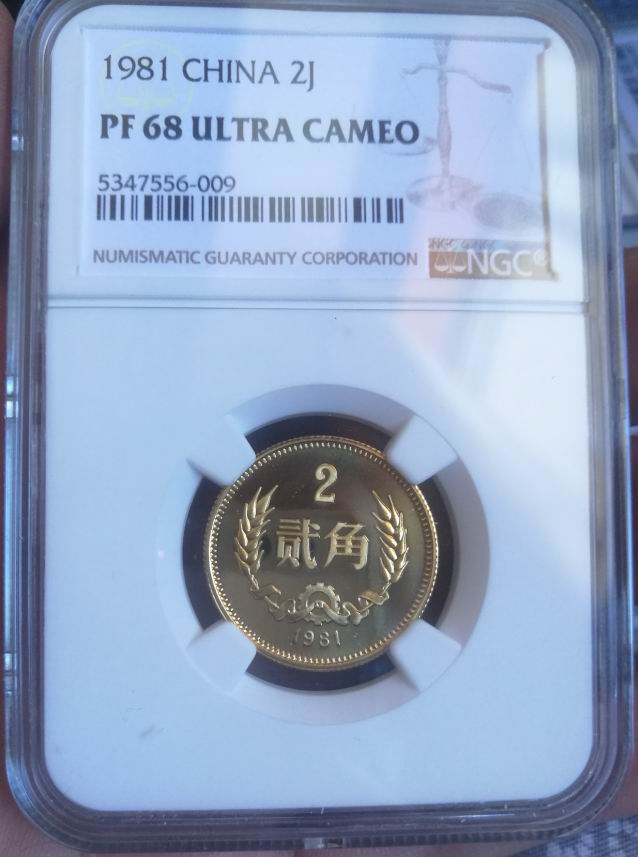 1981 CHINA 2J
PF 68 ULTRA CAMEO
5347556-009
NUMISMATIC GUARANTY CORPORATION
NGC®
2
贰角
1981